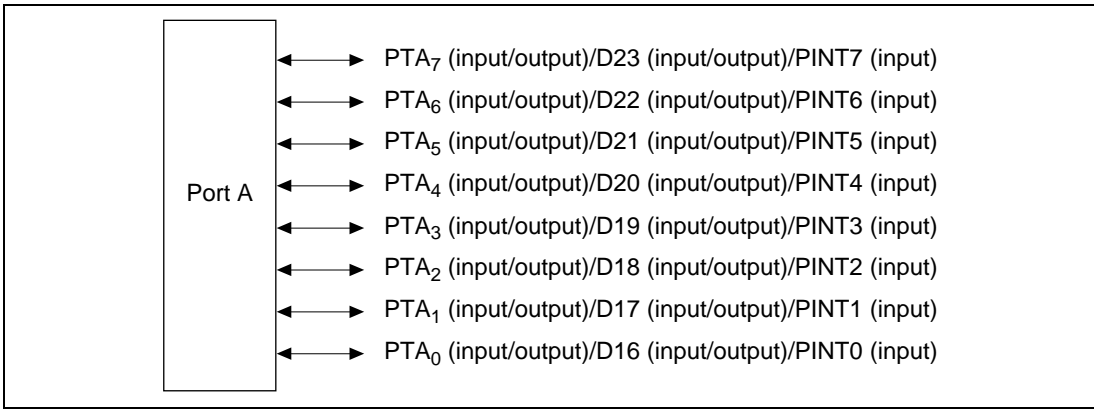 PTA7 (input/output)/D23 (input/output)/PINT7 (input)
PTA6 (input/output)/D22 (input/output)/PINT6 (input)
PTA5 (input/output)/D21 (input/output)/PINT5 (input)
PTA4 (input/output)/D20 (input/output)/PINT4 (input)
Port A
PTA3 (input/output)/D19 (input/output)/PINT3 (input)
PTA2 (input/output)/D18 (input/output)/PINT2 (input)
PTA1 (input/output)/D17 (input/output)/PINT1 (input)
PTA0 (input/output)/D16 (input/output)/PINT0 (input)